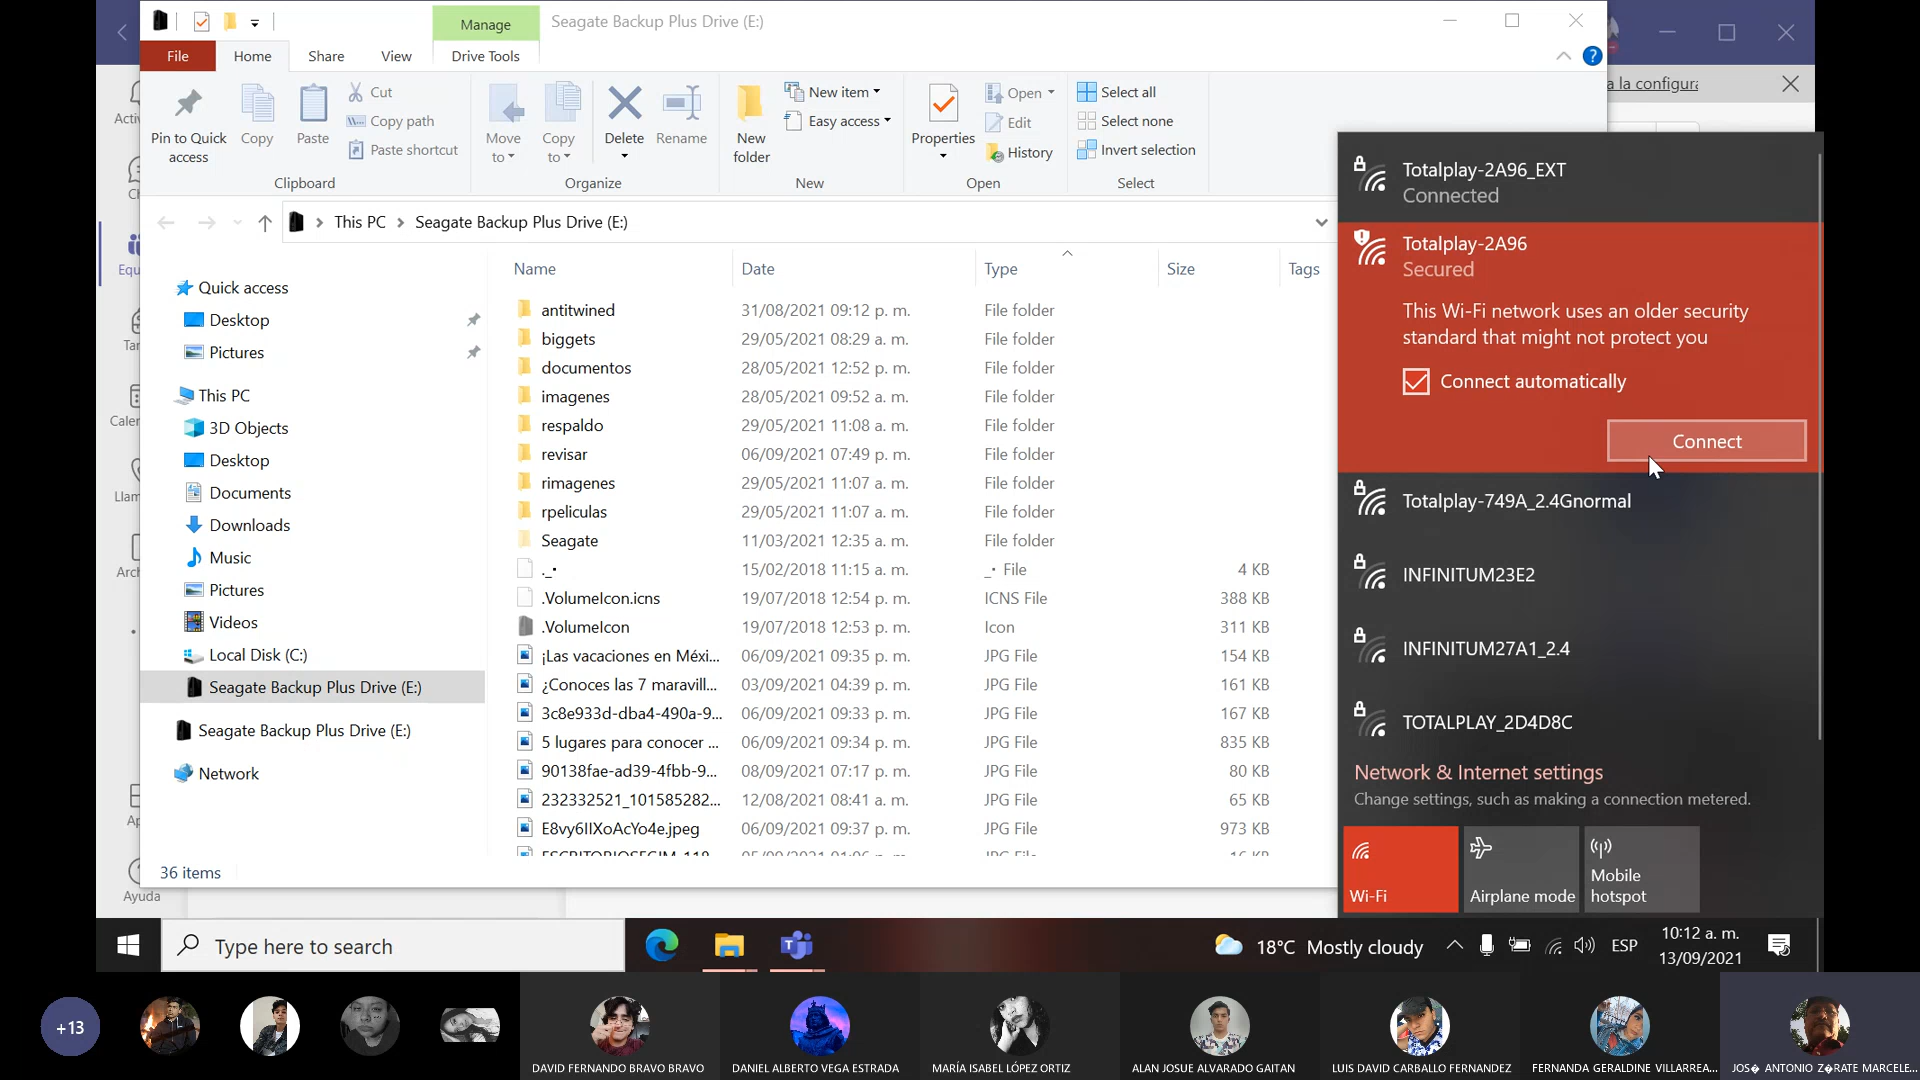 Manage
Seagate Backup Plus Drive (E:)
File
Home
Share
View
Drive Tools
Pin to Quick access
Copy
Paste
Cut
Copy path
Paste shortcut
Clipboard
Move to
Copy to
Delete
Rename
Organize
New folder
New item
Easy access
New
Properties
Open
Edit
History
Open
Select all
Select none
Invert selection
Select
This PC > Seagate Backup Plus Drive (E:)
a la configura
Ayuda
Quick access
Desktop
Pictures
This PC
3D Objects
Desktop
Documents
Downloads
Music
Pictures
Videos
Local Disk (C:)
Seagate Backup Plus Drive (E:)
Seagate Backup Plus Drive (E:)
Network
36 items
Name Date Type Size Tags
antitwined 31/08/2021 09:12 p. m. File folder
biggets 29/05/2021 08:29 a. m. File folder
documentos 28/05/2021 12:52 p. m. File folder
imagenes 28/05/2021 09:52 a. m. File folder
respaldo 29/05/2021 11:08 a. m. File folder
revisar 06/09/2021 07:49 p. m. File folder
rimagenes 29/05/2021 11:07 a. m. File folder
rpeliculas 29/05/2021 11:07 a. m. File folder
Seagate 11/03/2021 12:35 a. m. File folder
._• 15/02/2018 11:15 a. m. _• File 4 KB
.VolumeIcon.icns 19/07/2018 12:54 p. m. ICNS File 388 KB
.VolumeIcon 19/07/2018 12:53 p. m. Icon 311 KB
¡Las vacaciones en Méxi... 06/09/2021 09:35 p. m. JPG File 154 KB
¿Conoces las 7 maravill... 03/09/2021 04:39 p. m. JPG File 161 KB
3c8e933d-dba4-490a-9... 06/09/2021 09:33 p. m. JPG File 167 KB
5 lugares para conocer ... 06/09/2021 09:34 p. m. JPG File 835 KB
90138fae-ad39-4fbb-9... 08/09/2021 07:17 p. m. JPG File 80 KB
232332521_101585282... 12/08/2021 08:41 a. m. JPG File 65 KB
E8vy6IIXoAcYo4e.jpeg 06/09/2021 09:37 p. m. JPG File 973 KB
Totalplay-2A96_EXT
Connected
Totalplay-2A96
Secured
This Wi-Fi network uses an older security
standard that might not protect you
Connect automatically
Connect
Totalplay-749A_2.4Gnormal
INFINITUM23E2
INFINITUM27A1_2.4
TOTALPLAY_2D4D8C
Network & Internet settings
Change settings, such as making a connection metered.
Wi-Fi
Airplane mode
Mobile hotspot
Type here to search
18°C Mostly cloudy
ESP
10:12 a. m.
13/09/2021
+13
DAVID FERNANDO BRAVO BRAVO
DANIEL ALBERTO VEGA ESTRADA
MARÍA ISABEL LÓPEZ ORTIZ
ALAN JOSUE ALVARADO GAITAN
LUIS DAVID CARBALLO FERNANDEZ
FERNANDA GERALDINE VILLARREA...
JOS� ANTONIO Z�RATE MARCELE...